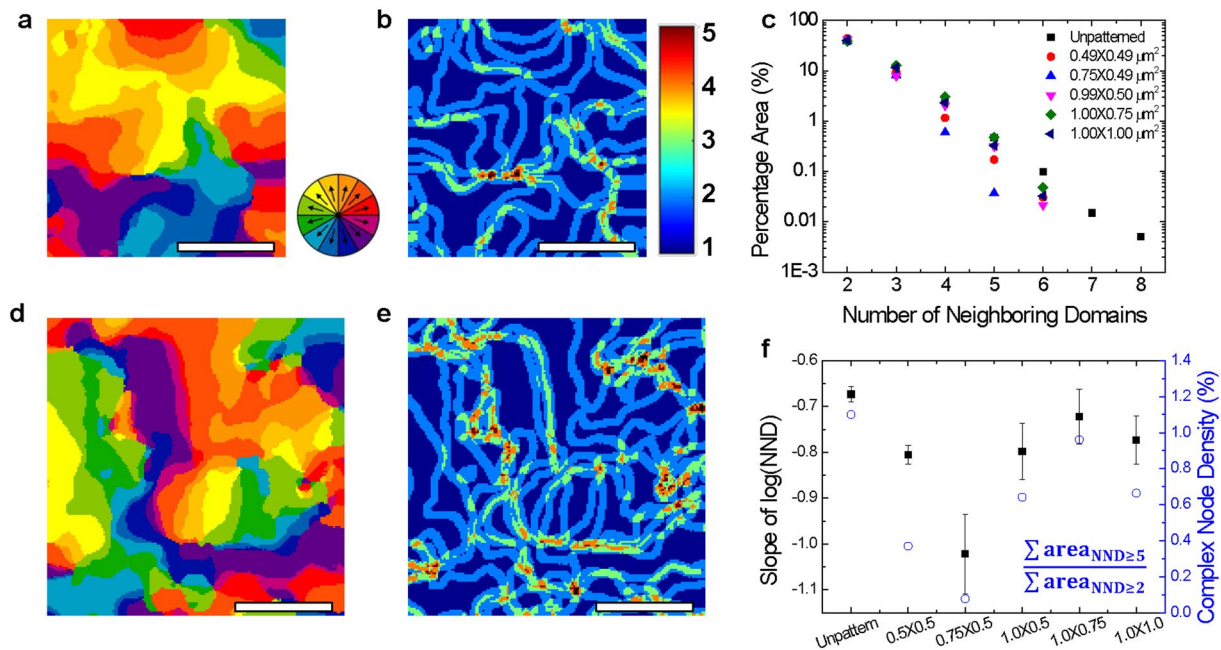 a
b
5
4
3
2
1
c
Percentage Area (%)
100
10
1
0.1
0.01
1E-3
2 3 4 5 6 7 8
Number of Neighboring Domains
Unpatterned
0.49X0.49 μm²
0.75X0.49 μm²
0.99X0.50 μm²
1.00X0.75 μm²
1.00X1.00 μm²
d
e
f
Slope of log(NND)
-0.6
-0.7
-0.8
-0.9
-1.0
-1.1
Unpattern
0.5X0.5
0.75X0.5
1.0X0.5
1.0X0.75
1.0X1.0
∑ area NND≥5
∑ area NND≥2
1.4
1.2
1.0
0.8
0.6
0.4
0.2
0.0
Complex Node Density (%)